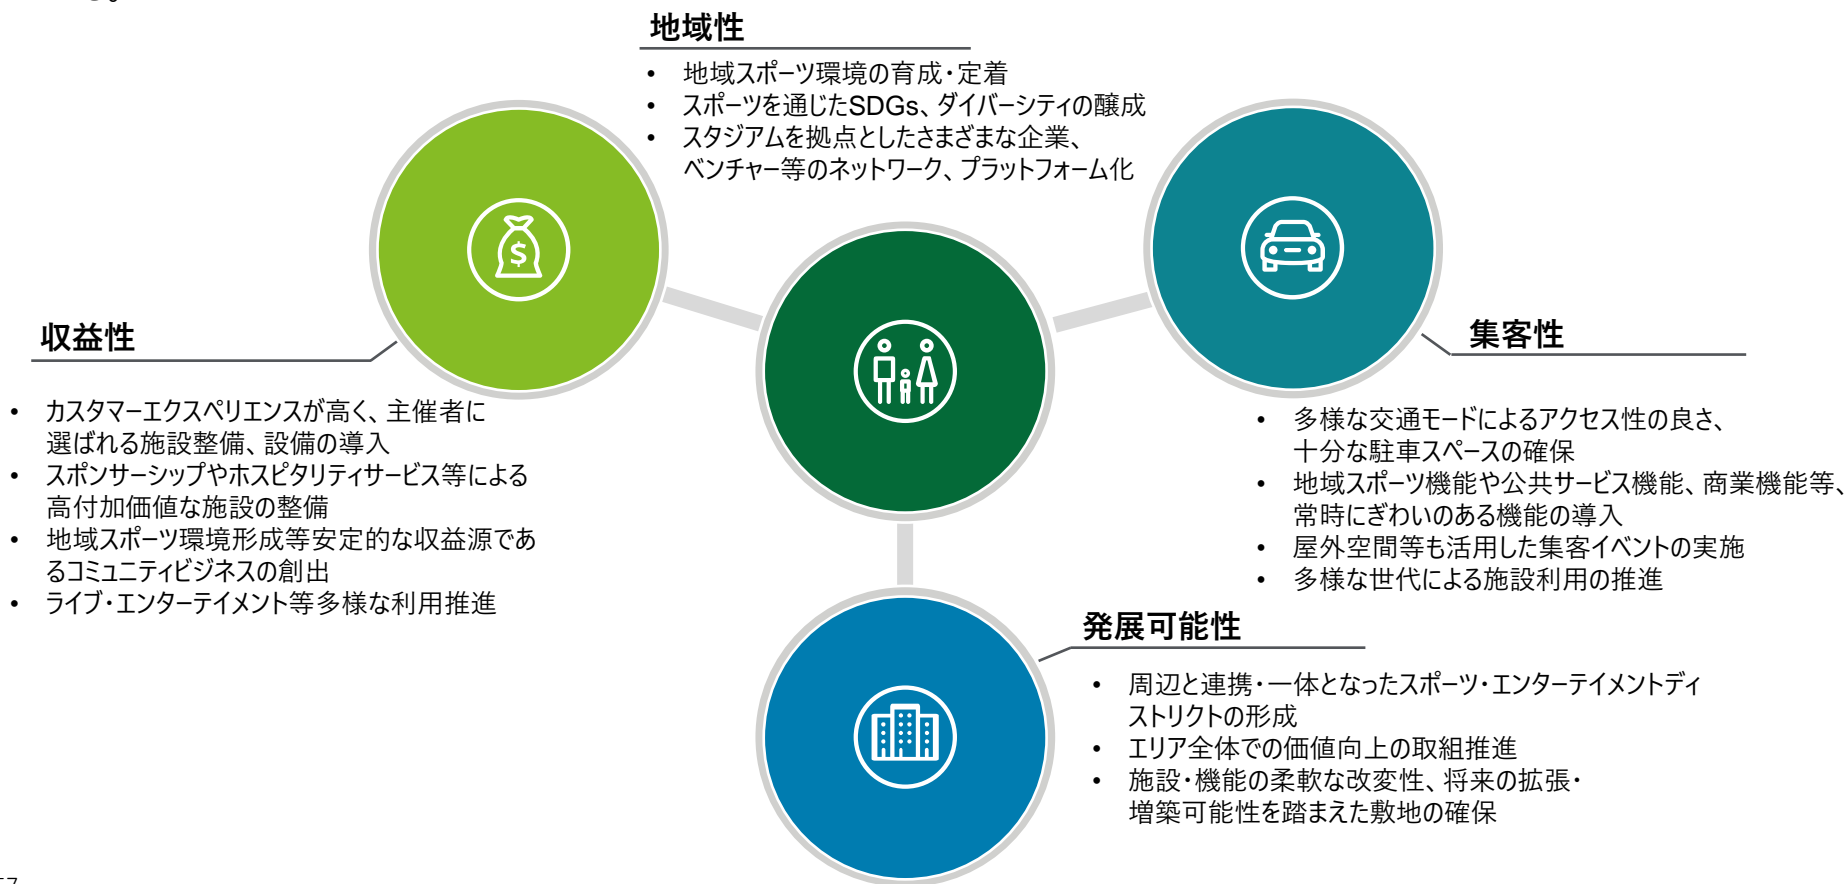 る。
地域性
• 地域スポーツ環境の育成・定着
• スポーツを通じたSDGs、ダイバーシティの醸成
• スタジアムを拠点としたさまざまな企業、
ベンチャー等のネットワーク、プラットフォーム化
収益性
• カスタマーエクスペリエンスが高く、主催者に
選ばれる施設整備、設備の導入
• スポンサーシップやホスピタリティサービス等による
高付加価値な施設の整備
• 地域スポーツ環境形成等安定的な収益源であ
るコミュニティビジネスの創出
• ライブ・エンターテイメント等多様な利用推進
$
集客性
• 多様な交通モードによるアクセス性の良さ、
十分な駐車スペースの確保
• 地域スポーツ機能や公共サービス機能、商業機能等、
常時にぎわいのある機能の導入
• 屋外空間等も活用した集客イベントの実施
• 多様な世代による施設利用の推進
発展可能性
• 周辺と連携・一体となったスポーツ・エンターテイメントディ
ストリクトの形成
• エリア全体での価値向上の取組推進
• 施設・機能の柔軟な改変性、将来の拡張・
増築可能性を踏まえた敷地の確保